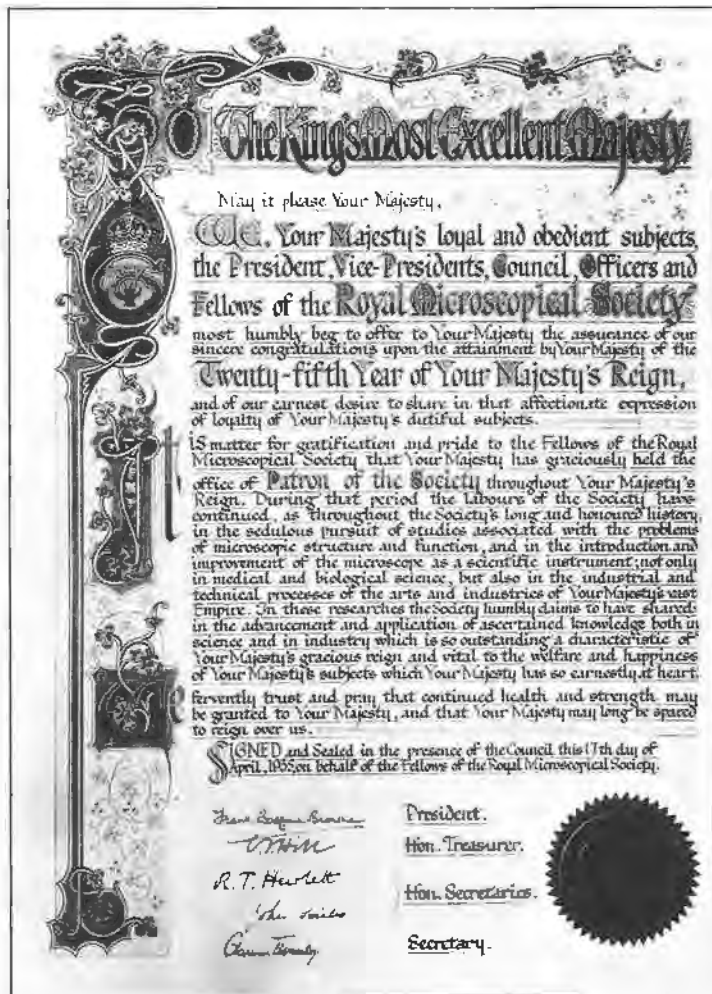 To The King's Most Excellent Majesty.
May it please Your Majesty,
WE, Your Majesty's loyal and obedient subjects,
the President, Vice-Presidents, Council, Officers and
Fellows of the Royal Microscopical Society
most humbly beg to offer to Your Majesty the assurance of our
sincere congratulations upon the attainment by Your Majesty of the
Twenty-fifth Year of Your Majesty's Reign,
and of our earnest desire to share in that affectionate expression
of loyalty of Your Majesty's dutiful subjects.
It is matter for gratification and pride to the Fellows of the Royal
Microscopical Society that Your Majesty has graciously held the
office of Patron of the Society throughout Your Majesty's
Reign. During that period the labours of the Society have
continued, as throughout the Society's long and honoured history,
in the sedulous pursuit of studies associated with the problems
of microscopic structure and function, and in the introduction and
improvement of the microscope as a scientific instrument; not only
in medical and biological science, but also in the industrial and
technical processes of the arts and industries of Your Majesty's vast
Empire. In these researches the Society humbly claims to have shared
in the advancement and application of ascertained knowledge both in
science and in industry which is so outstanding a characteristic of
Your Majesty's gracious reign and vital to the welfare and happiness
of Your Majesty's subjects which Your Majesty has so earnestly at heart.
We fervently trust and pray that continued health and strength may
be granted to Your Majesty, and that Your Majesty may long be spared
to reign over us.
SIGNED and Sealed in the presence of the Council this 17th day of
April, 1935, on behalf of the Fellows of the Royal Microscopical Society.
President.
Hon. Treasurer.
R. T. Hewlett
Hon. Secretaries.
Secretary.